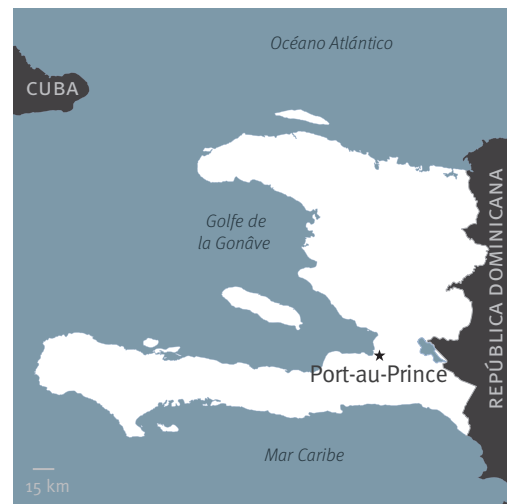 Océano Atlántico
CUBA
REPÚBLICA DOMINICANA
Golfe de
la Gonâve
Port-au-Prince
Mar Caribe
15 km